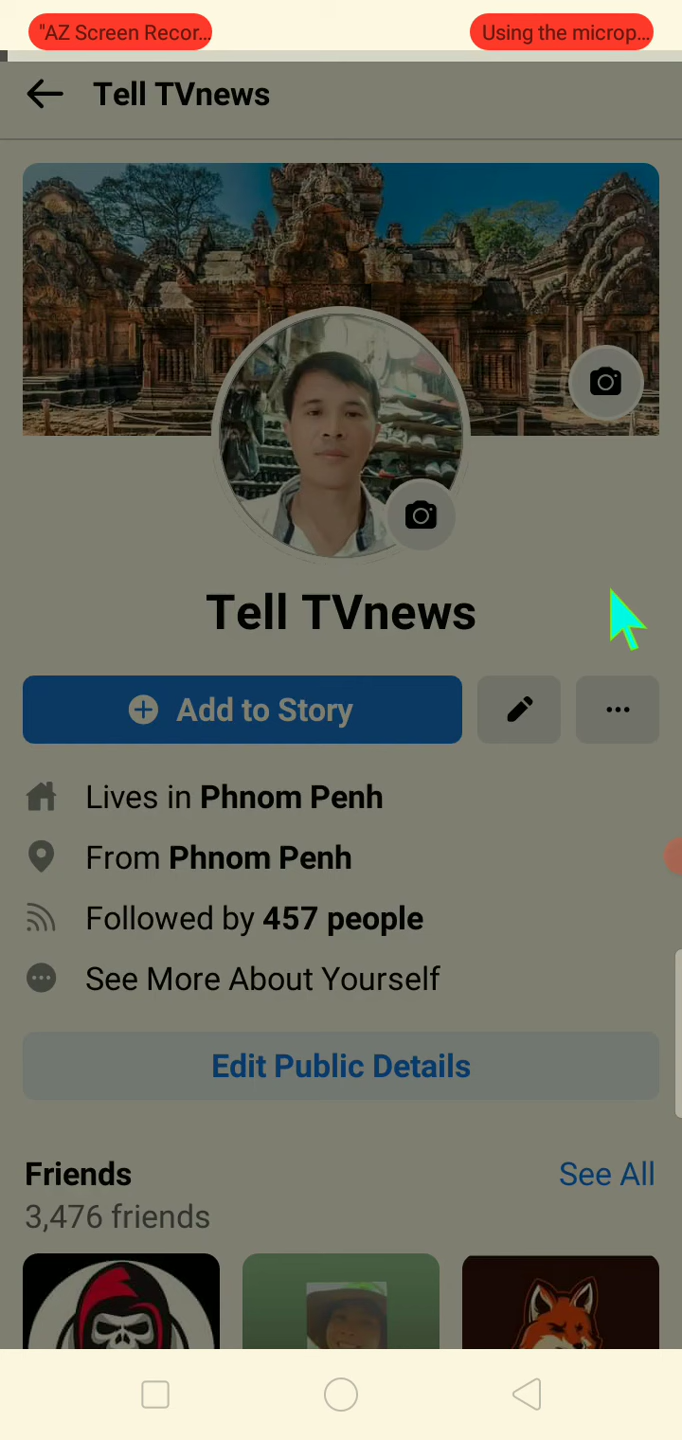 "AZ Screen Recor...
Using the microp...
Tell TVnews
Tell TVnews
Add to Story
Lives in Phnom Penh
From Phnom Penh
Followed by 457 people
See More About Yourself
Edit Public Details
Friends
See All
3,476 friends